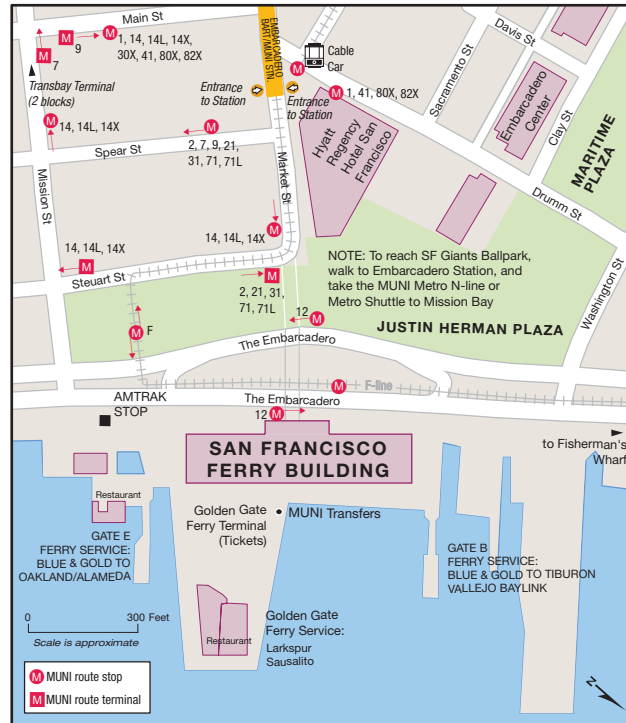 Main St
Davis St
M 9
M 1, 14, 14L, 14X,
30X, 41, 80X, 82X
M
7
EMBARCADERO
BART/MUNI STN.
Cable
Car
M
Sacramento St
Embarcadero
Center
Clay St
MARITIME
PLAZA
Transbay Terminal
(2 blocks)
Entrance
to Station
Entrance
to Station
M 1, 41, 80X, 82X
M 14, 14L, 14X
M
2, 7, 9, 21,
31, 71, 71L
Spear St
Hyatt
Regency
Hotel San
Francisco
Market St
Mission St
Drumm St
14, 14L, 14X
M
14, 14L, 14X
M
Steuart St
NOTE: To reach SF Giants Ballpark,
walk to Embarcadero Station, and
take the MUNI Metro N-line or
Metro Shuttle to Mission Bay
M
2, 21, 31,
71, 71L
12 M
M F
JUSTIN HERMAN PLAZA
Washington St
The Embarcadero
M F-line
AMTRAK
STOP
The Embarcadero
12 M
SAN FRANCISCO
FERRY BUILDING
to Fisherman's
Wharf
Restaurant
Golden Gate
Ferry Terminal
(Tickets)
MUNI Transfers
GATE E
FERRY SERVICE:
BLUE & GOLD TO
OAKLAND/ALAMEDA
GATE B
FERRY SERVICE:
BLUE & GOLD TO TIBURON
VALLEJO BAYLINK
0 300 Feet
Scale is approximate
Restaurant
Golden Gate
Ferry Service:
Larkspur
Sausalito
M MUNI route stop
M MUNI route terminal
N